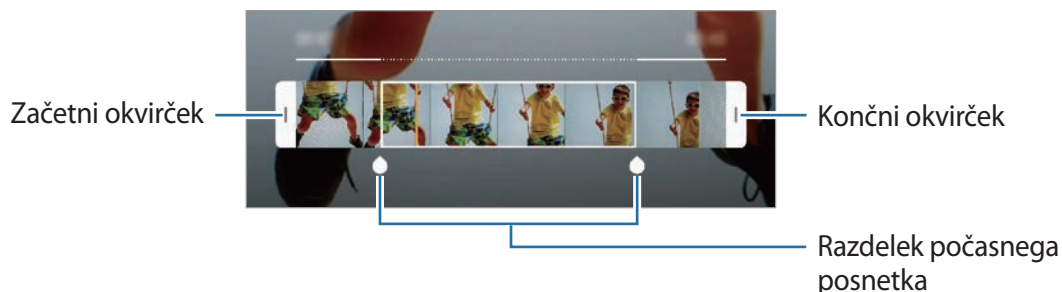 Začetni okvirček
Končni okvirček
Razdelek počasnega
posnetka